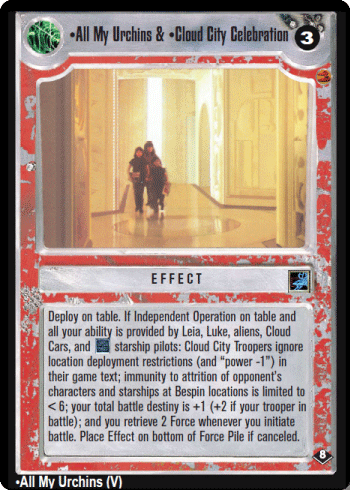 •All My Urchins & •Cloud City Celebration
3
EFFECT
Deploy on table. If Independent Operation on table and
all your ability is provided by Leia, Luke, aliens, Cloud
Cars, and starship pilots: Cloud City Troopers ignore
location deployment restrictions (and “power -1”) in
their game text; immunity to attrition of opponent's
characters and starships at Bespin locations is limited to
< 6; your total battle destiny is +1 (+2 if your trooper in
battle); and you retrieve 2 Force whenever you initiate
battle. Place Effect on bottom of Force Pile if canceled.
8
•All My Urchins (V)